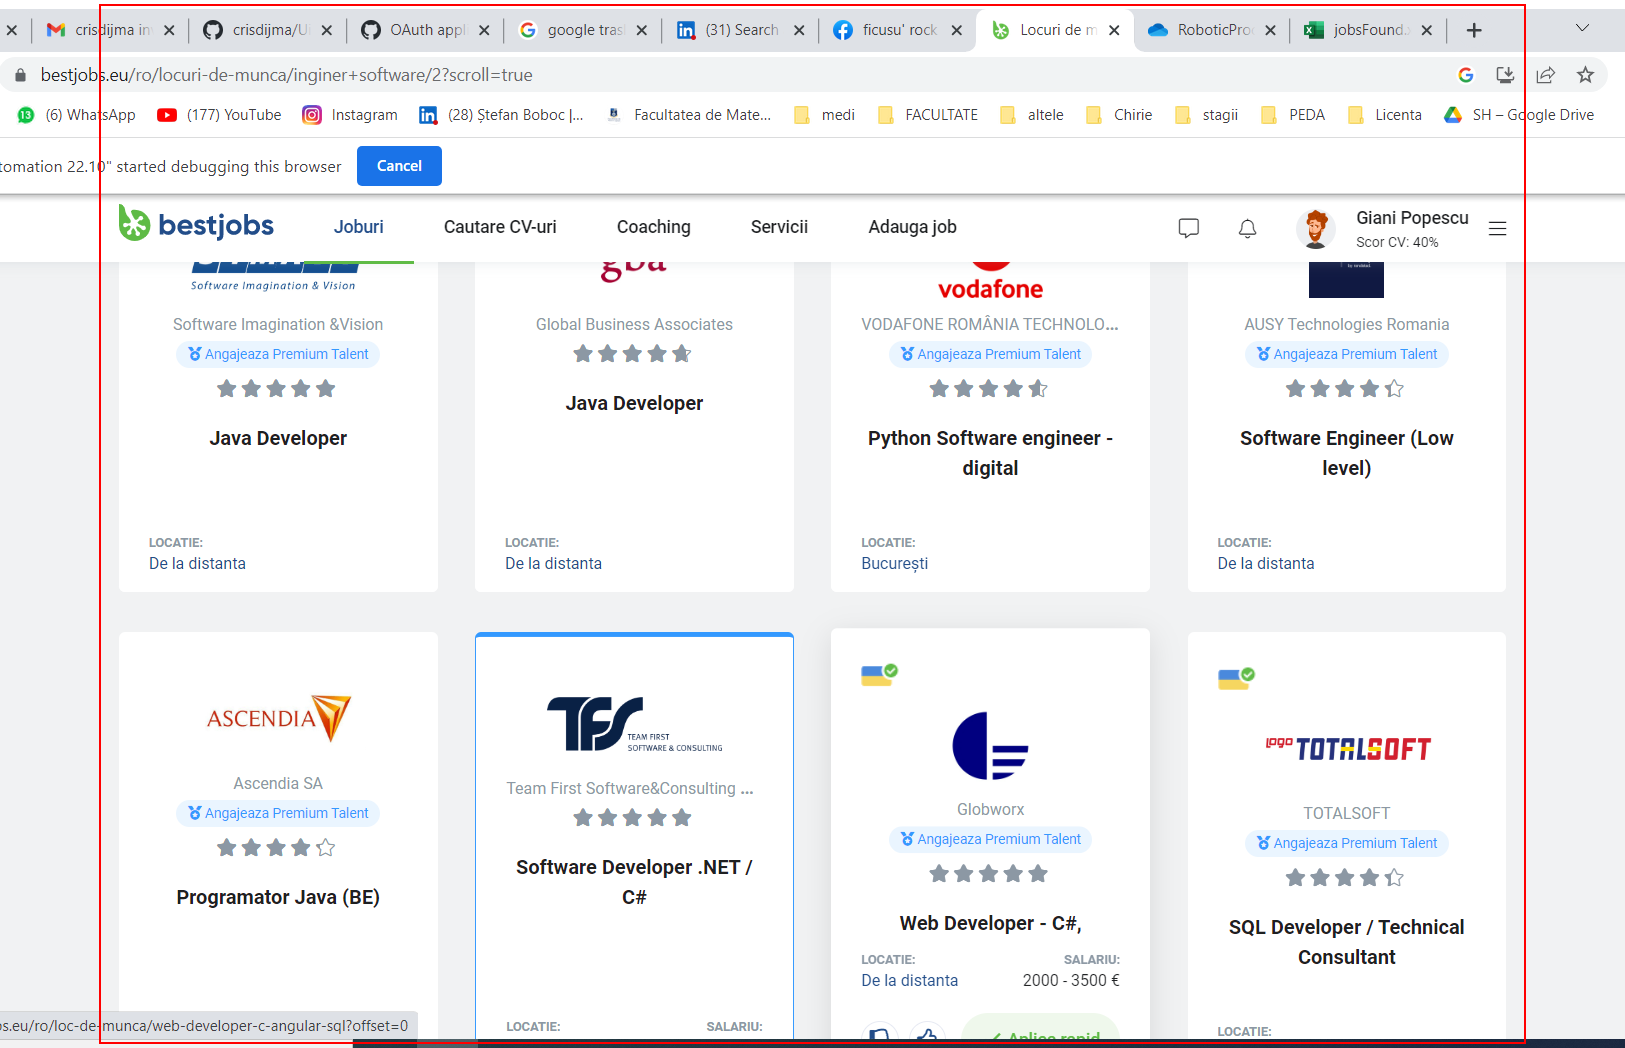 crisdijma in
crisdijma/Ui
OAuth appl
google tras
(31) Search
ficusu' rock
Locuri de m
RoboticProc
jobsFound.x
bestjobs.eu/ro/locuri-de-munca/inginer+software/2?scroll=true
13
(6) WhatsApp
(177) YouTube
Instagram
(28) Ștefan Boboc |...
Facultatea de Mate...
medi
FACULTATE
altele
Chirie
stagii
PEDA
Licenta
SH – Google Drive
tomation 22.10" started debugging this browser
Cancel
bestjobs
Joburi
Cautare CV-uri
Coaching
Servicii
Adauga job
Giani Popescu
Scor CV: 40%
Software Imagination & Vision
gba
vodafone
Software Imagination &Vision
Global Business Associates
VODAFONE ROMÂNIA TECHNOLO...
AUSY Technologies Romania
Angajeaza Premium Talent
Angajeaza Premium Talent
Angajeaza Premium Talent
Java Developer
Java Developer
Python Software engineer -
digital
Software Engineer (Low
level)
LOCATIE:
De la distanta
LOCATIE:
De la distanta
LOCATIE:
București
LOCATIE:
De la distanta
ASCENDIA
Ascendia SA
Angajeaza Premium Talent
Programator Java (BE)
TFS
TEAM FIRST
SOFTWARE & CONSULTING
Team First Software&Consulting ...
Software Developer .NET /
C#
LOCATIE:
SALARIU:
Globworx
Angajeaza Premium Talent
Web Developer - C#,
LOCATIE:
SALARIU:
De la distanta
2000 - 3500 €
Aplica rapid
logo TOTALSOFT
TOTALSOFT
Angajeaza Premium Talent
SQL Developer / Technical
Consultant
LOCATIE:
os.eu/ro/loc-de-munca/web-developer-c-angular-sql?offset=0